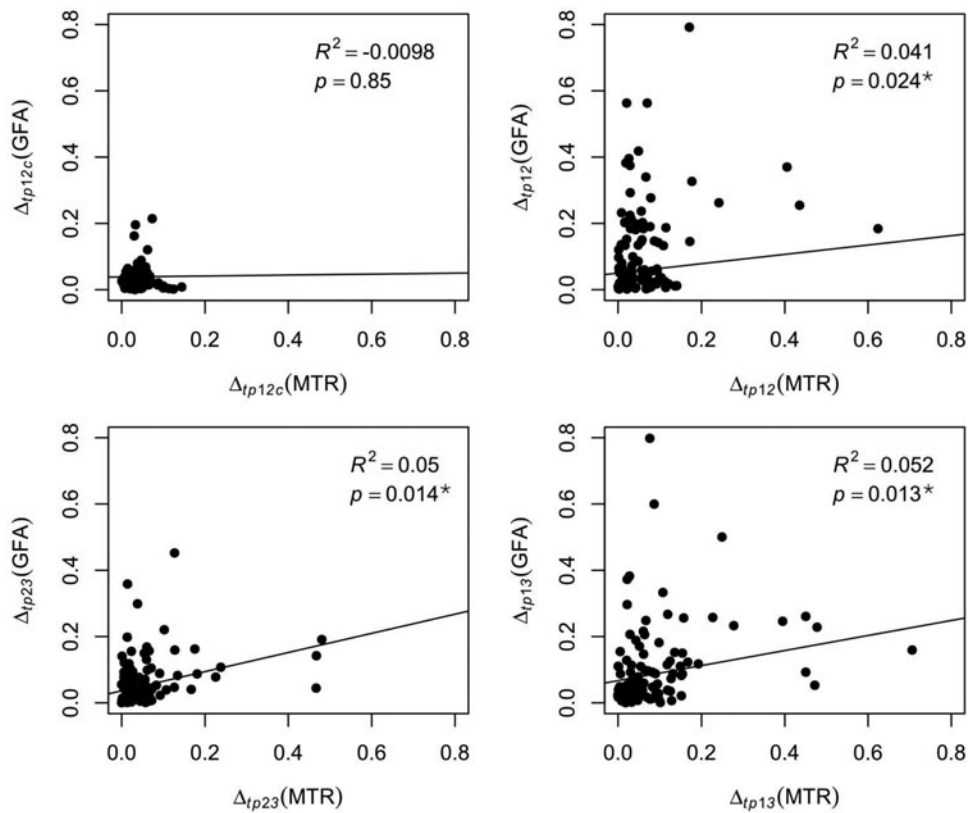 Δtp12c(GFA)
0.8
0.6
0.4
0.2
0.0
R² = -0.0098
p = 0.85
0.0 0.2 0.4 0.6 0.8
Δtp12c(MTR)
Δtp12(GFA)
0.8
0.6
0.4
0.2
0.0
R² = 0.041
p = 0.024*
0.0 0.2 0.4 0.6 0.8
Δtp12(MTR)
Δtp23(GFA)
0.8
0.6
0.4
0.2
0.0
R² = 0.05
p = 0.014*
0.0 0.2 0.4 0.6 0.8
Δtp23(MTR)
Δtp13(GFA)
0.8
0.6
0.4
0.2
0.0
R² = 0.052
p = 0.013*
0.0 0.2 0.4 0.6 0.8
Δtp13(MTR)